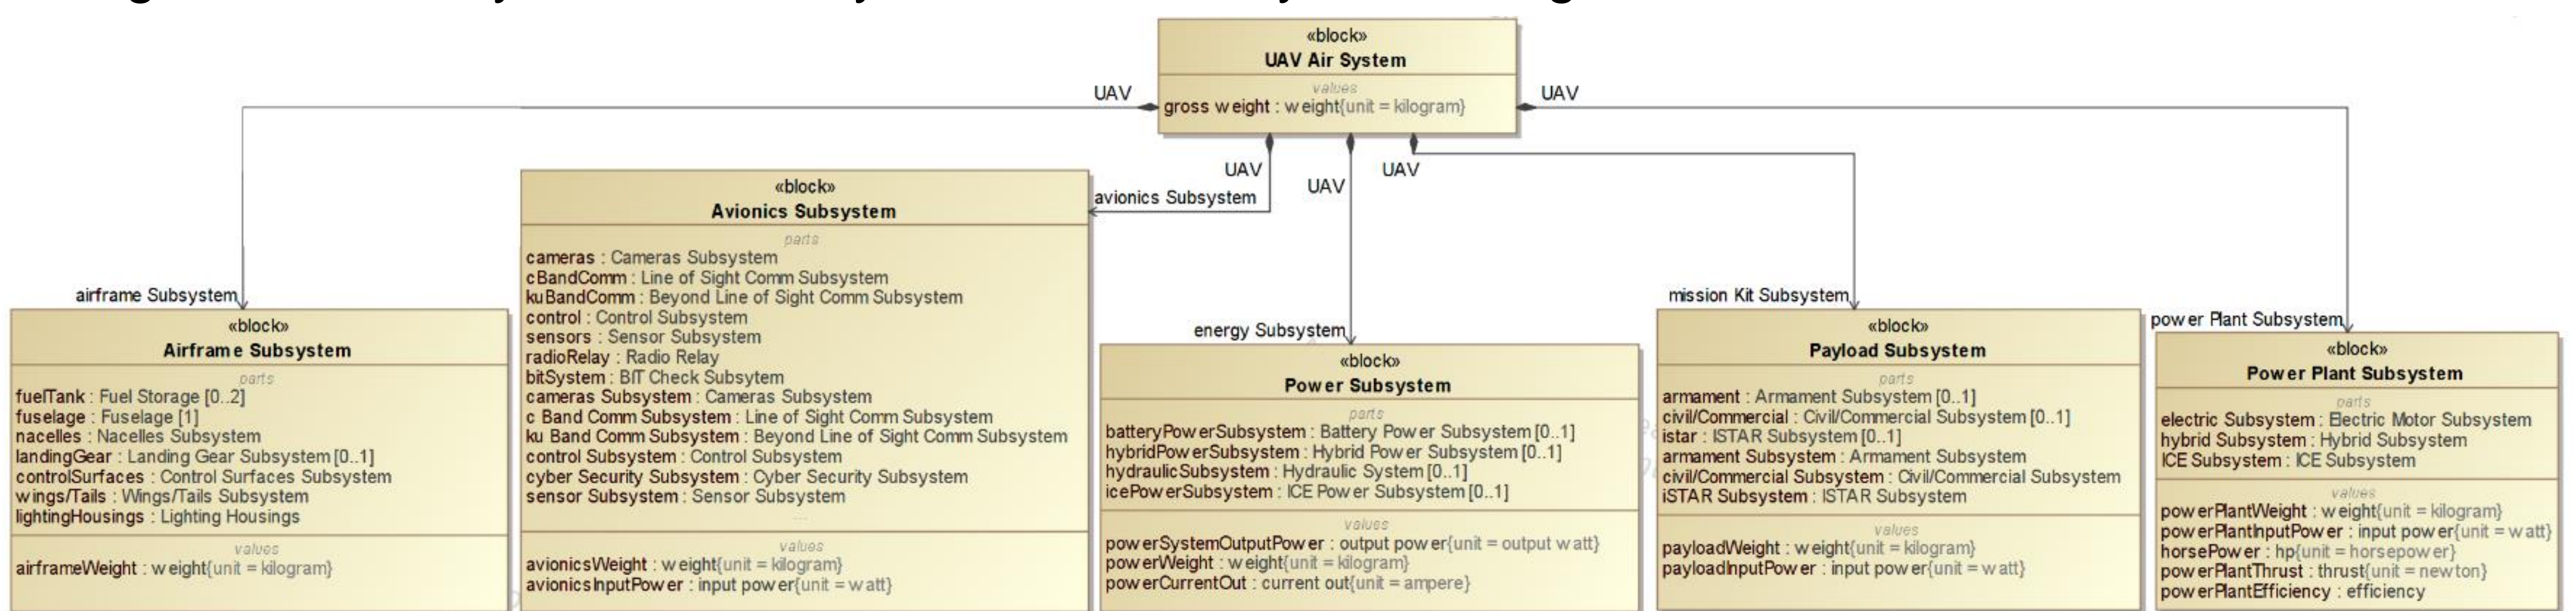 «block»
UAV Air System
values
gross weight : weight{unit = kilogram}
UAV
UAV
UAV
UAV
UAV
airframe Subsystem
avionics Subsystem
energy Subsystem
mission Kit Subsystem
power Plant Subsystem
«block»
Airframe Subsystem
parts
fuelTank : Fuel Storage [0..2]
fuselage : Fuselage [1]
nacelles : Nacelles Subsystem
landingGear : Landing Gear Subsystem [0..1]
controlSurfaces : Control Surfaces Subsystem
wings/Tails : Wings/Tails Subsystem
lightingHousings : Lighting Housings
values
airframeWeight : weight{unit = kilogram}
«block»
Avionics Subsystem
parts
cameras : Cameras Subsystem
cBandComm : Line of Sight Comm Subsystem
kuBandComm : Beyond Line of Sight Comm Subsystem
control : Control Subsystem
sensors : Sensor Subsystem
radioRelay : Radio Relay
bitSystem : BIT Check Subsytem
cameras Subsystem : Cameras Subsystem
c Band Comm Subsystem : Line of Sight Comm Subsystem
ku Band Comm Subsystem : Beyond Line of Sight Comm Subsystem
control Subsystem : Control Subsystem
cyber Security Subsystem : Cyber Security Subsystem
sensor Subsystem : Sensor Subsystem
...
values
avionicsWeight : weight{unit = kilogram}
avionicsInputPower : input power{unit = watt}
«block»
Power Subsystem
parts
batteryPowerSubsystem : Battery Power Subsystem [0..1]
hybridPowerSubsystem : Hybrid Power Subsystem [0..1]
hydraulicSubsystem : Hydraulic System [0..1]
icePowerSubsystem : ICE Power Subsystem [0..1]
values
powerSystemOutputPower : output power{unit = output watt}
powerWeight : weight{unit = kilogram}
powerCurrentOut : current out{unit = ampere}
«block»
Payload Subsystem
parts
armament : Armament Subsystem [0..1]
civil/Commercial : Civil/Commercial Subsystem [0..1]
istar : ISTAR Subsystem [0..1]
armament Subsystem : Armament Subsystem
civil/Commercial Subsystem : Civil/Commercial Subsystem
iSTAR Subsystem : ISTAR Subsystem
values
payloadWeight : weight{unit = kilogram}
payloadInputPower : input power{unit = watt}
«block»
Power Plant Subsystem
parts
electric Subsystem : Electric Motor Subsystem
hybrid Subsystem : Hybrid Subsystem
ICE Subsystem : ICE Subsystem
values
powerPlantWeight : weight{unit = kilogram}
powerPlantInputPower : input power{unit = watt}
horsePower : hp{unit = horsepower}
powerPlantThrust : thrust{unit = newton}
powerPlantEfficiency : efficiency